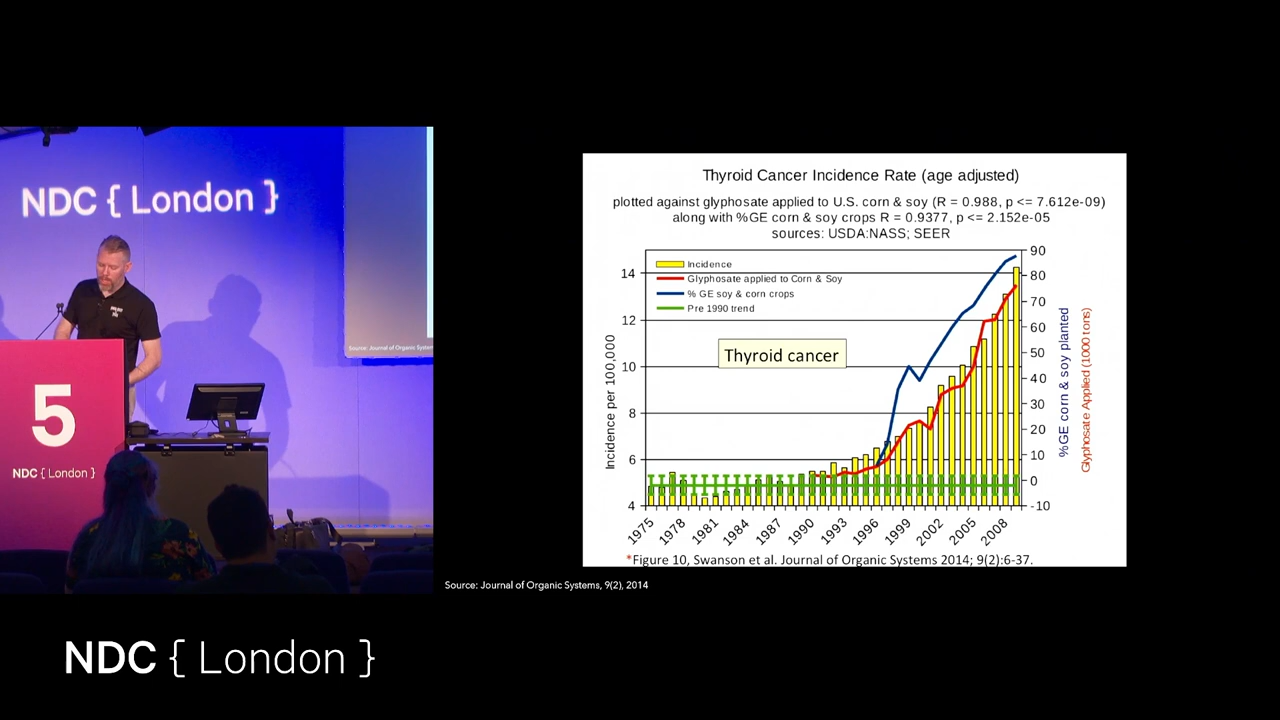 NDC { London }
Source: Journal of Organic System
5
NDC { London }
Thyroid Cancer Incidence Rate (age adjusted)
plotted against glyphosate applied to U.S. corn & soy (R = 0.988, p <= 7.612e-09)
along with %GE corn & soy crops R = 0.9377, p <= 2.152e-05
sources: USDA:NASS; SEER
Incidence
Glyphosate applied to Corn & Soy
% GE soy & corn crops
Pre 1990 trend
Thyroid cancer
Incidence per 100,000
14
12
10
8
6
4
90
80
70
60
50
40
30
20
10
0
-10
%GE corn & soy planted
Glyphosate Applied (1000 tons)
1975
1978
1981
1984
1987
1990
1993
1996
1999
2002
2005
2008
*Figure 10, Swanson et al. Journal of Organic Systems 2014; 9(2):6-37.
Source: Journal of Organic Systems, 9(2), 2014
NDC { London }